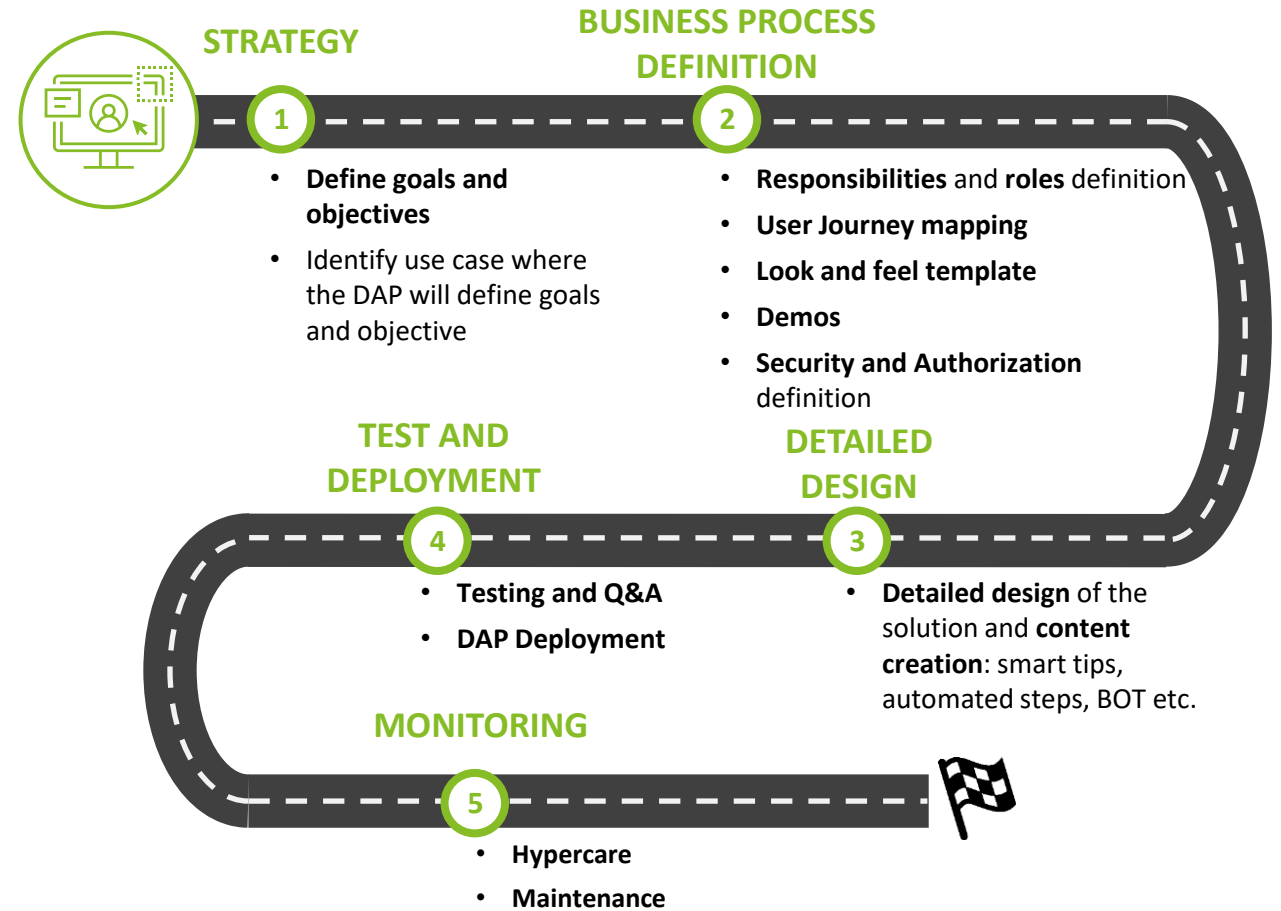 STRATEGY
1
• Define goals and
objectives
• Identify use case where
the DAP will define goals
and objective
BUSINESS PROCESS
DEFINITION
2
• Responsibilities and roles definition
• User Journey mapping
• Look and feel template
• Demos
• Security and Authorization
definition
DETAILED
DESIGN
3
• Detailed design of the
solution and content
creation: smart tips,
automated steps, BOT etc.
TEST AND
DEPLOYMENT
4
• Testing and Q&A
• DAP Deployment
MONITORING
5
• Hypercare
• Maintenance